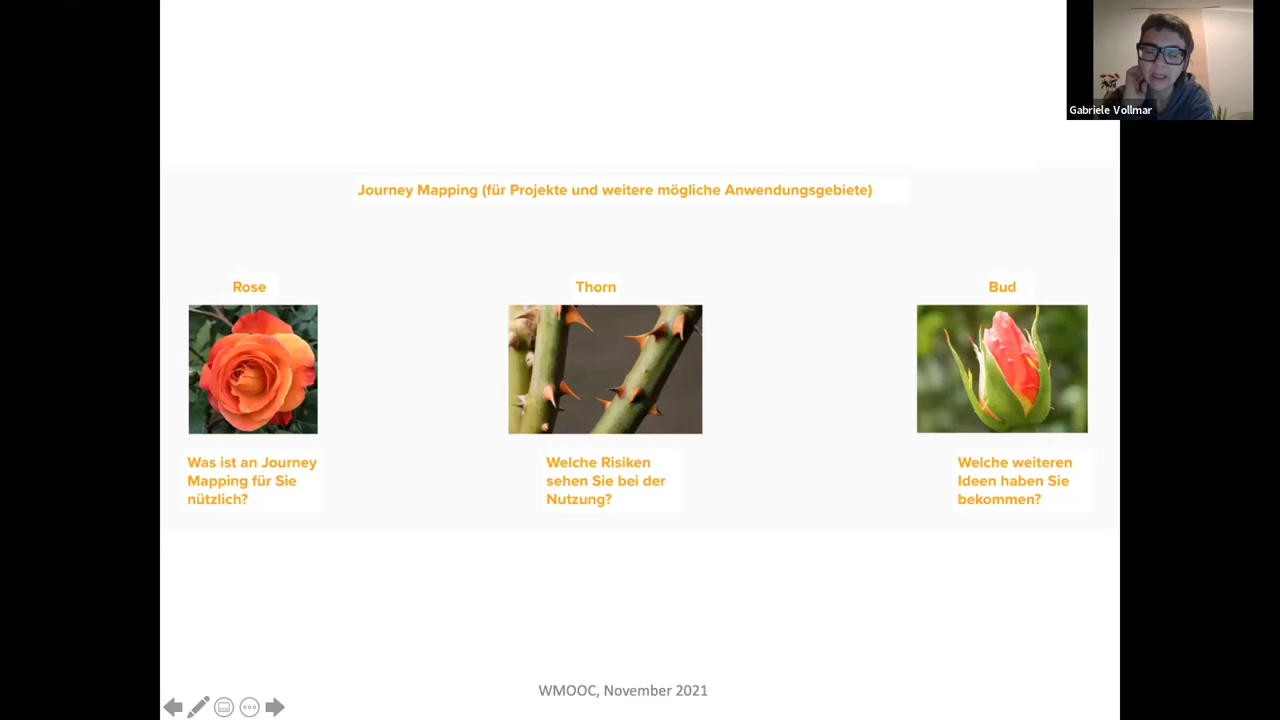 Gabriele Vollmar
Journey Mapping (für Projekte und weitere mögliche Anwendungsgebiete)
Rose
Thorn
Bud
Was ist an Journey
Mapping für Sie
nützlich?
Welche Risiken
sehen Sie bei der
Nutzung?
Welche weiteren
Ideen haben Sie
bekommen?
WMOOC, November 2021